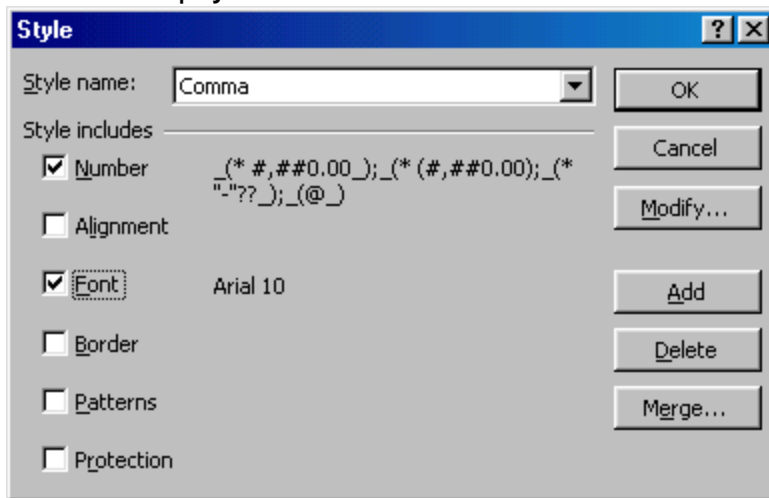 Style
Style name: Comma
OK
Style includes
Cancel
Number _(* #,##0.00_);_(* (#,##0.00);_(*
"-"??_);_(@_)
Modify...
Alignment
Font Arial 10
Add
Border
Delete
Patterns
Merge...
Protection